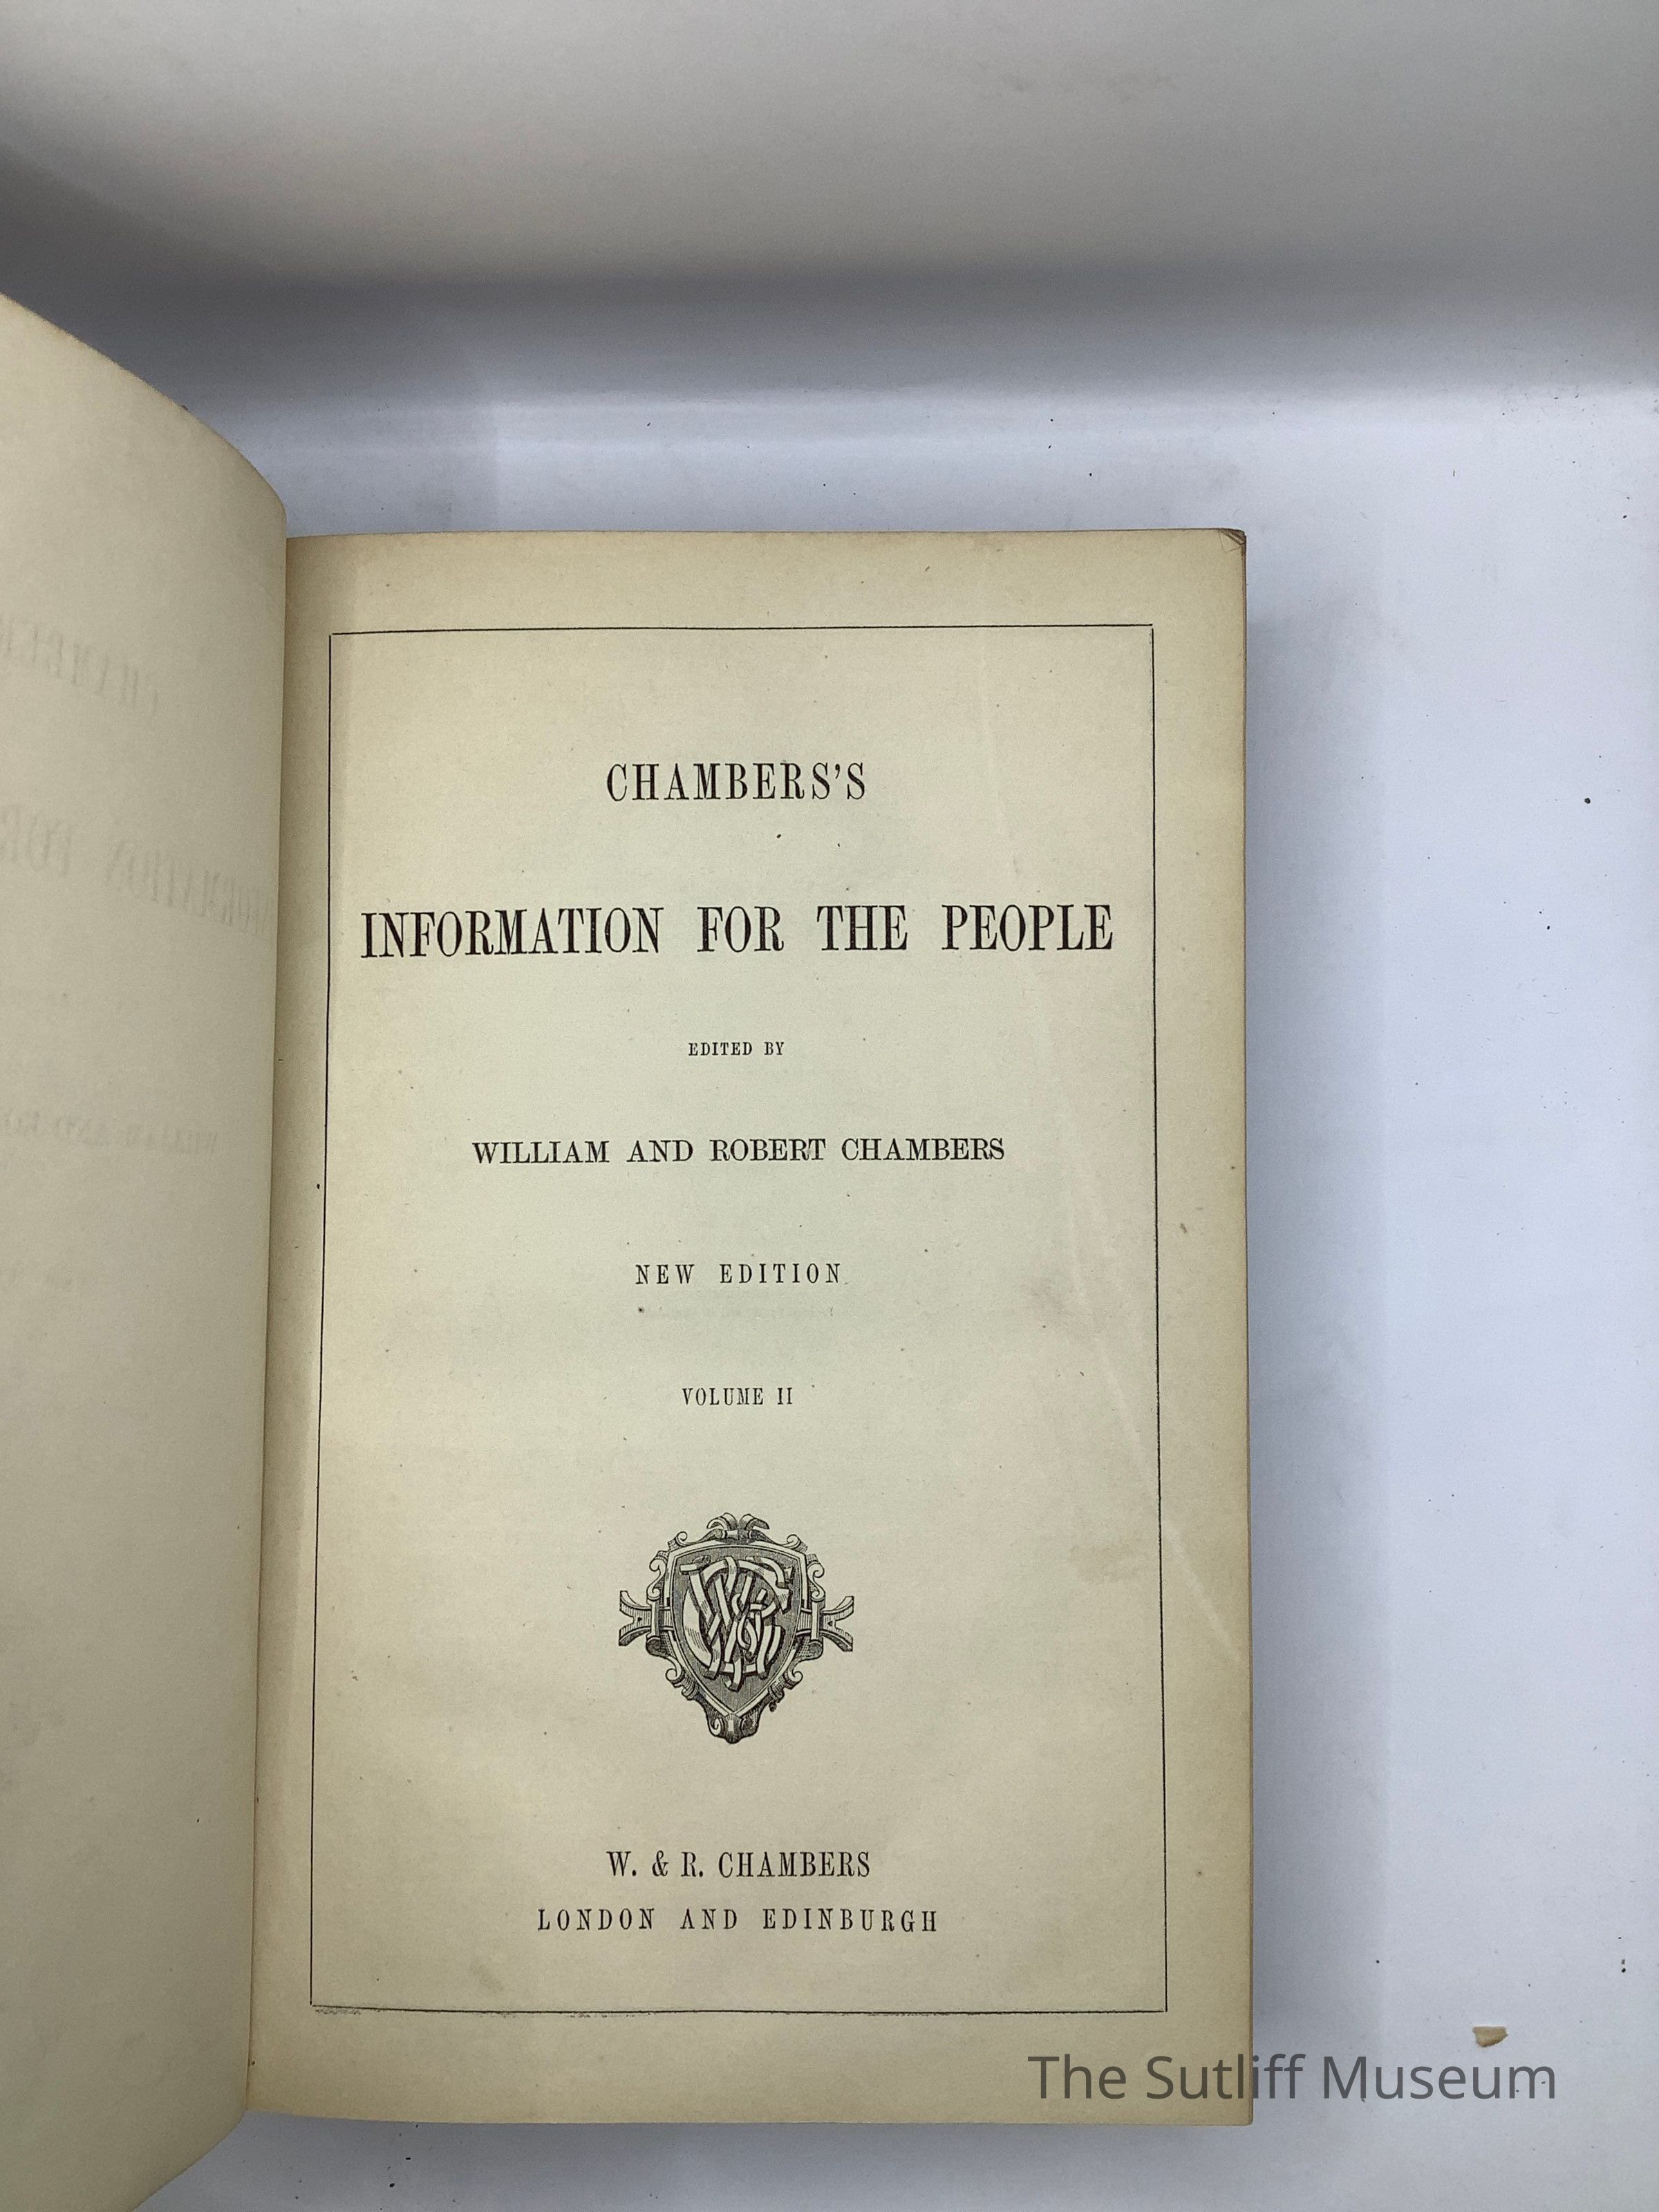 CHAMBERS'S
INFORMATION FOR THE PEOPLE
EDITED BY
WILLIAM AND ROBERT CHAMBERS
NEW EDITION
VOLUME II
W. & R. CHAMBERS
LONDON AND EDINBURGH
The Sutliff Museum